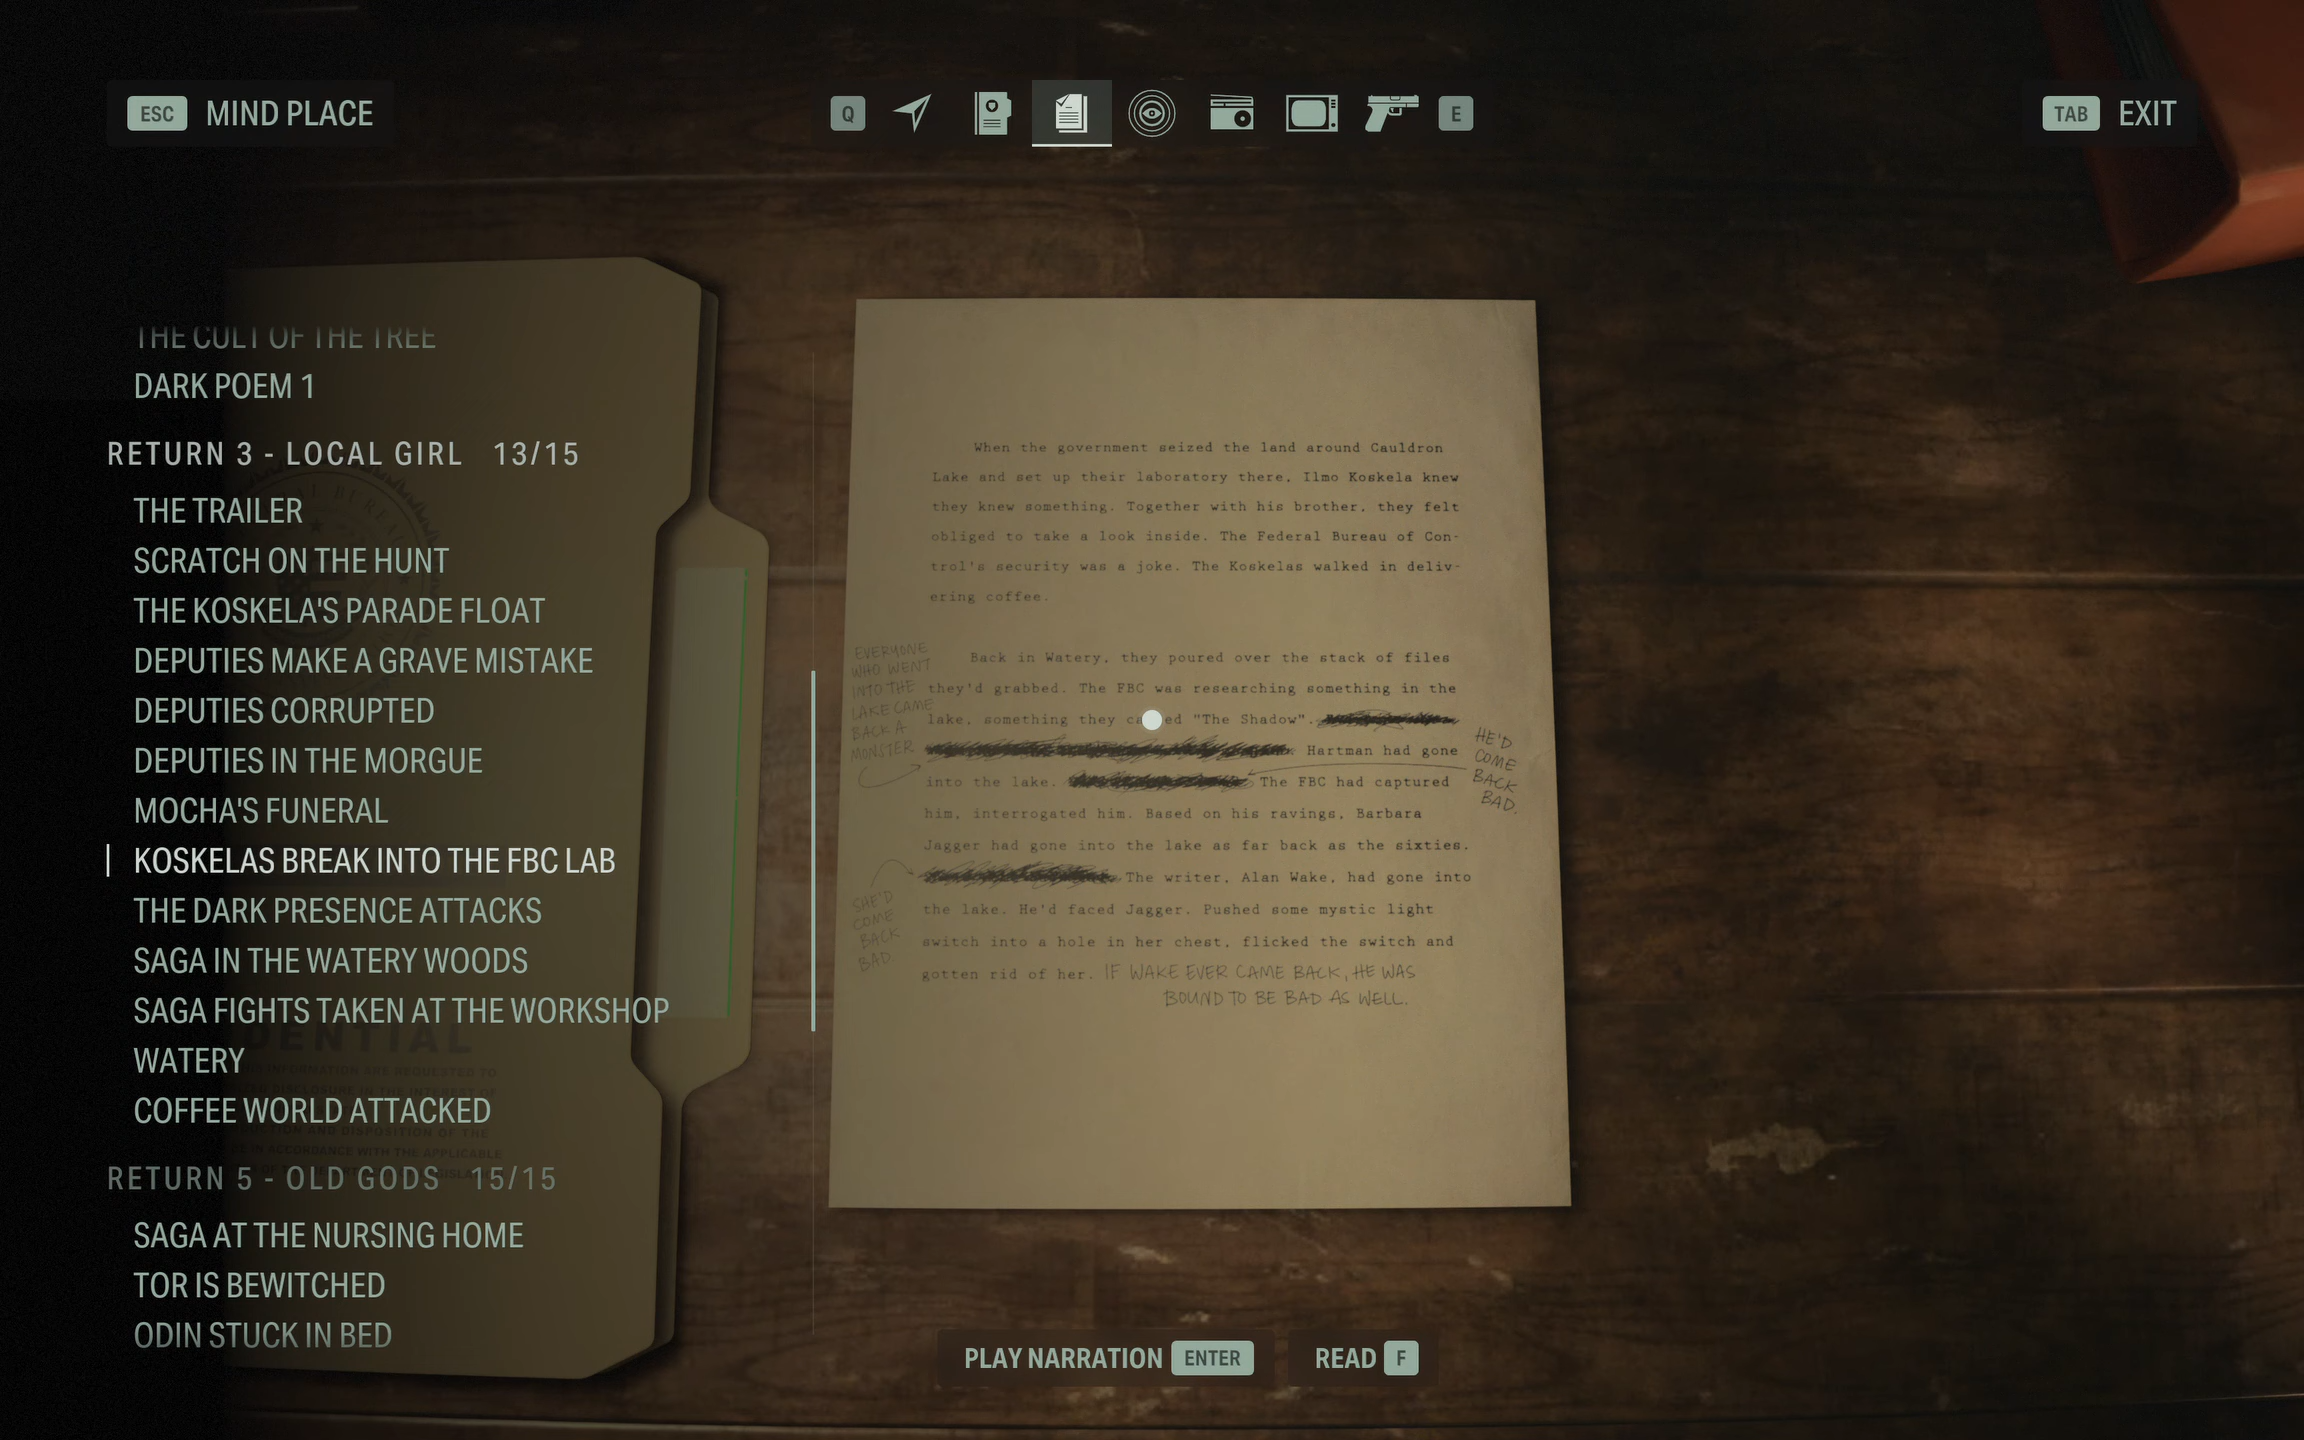 ESC MIND PLACE
Q
E
TAB EXIT
THE CULT OF THE TREE
DARK POEM 1
RETURN 3 - LOCAL GIRL 13/15
THE TRAILER
SCRATCH ON THE HUNT
THE KOSKELA'S PARADE FLOAT
DEPUTIES MAKE A GRAVE MISTAKE
DEPUTIES CORRUPTED
DEPUTIES IN THE MORGUE
MOCHA'S FUNERAL
KOSKELAS BREAK INTO THE FBC LAB
THE DARK PRESENCE ATTACKS
SAGA IN THE WATERY WOODS
SAGA FIGHTS TAKEN AT THE WORKSHOP
WATERY
COFFEE WORLD ATTACKED
RETURN 5 - OLD GODS 15/15
SAGA AT THE NURSING HOME
TOR IS BEWITCHED
ODIN STUCK IN BED
When the government seized the land around Cauldron
Lake and set up their laboratory there, Ilmo Koskela knew
they knew something. Together with his brother, they felt
obliged to take a look inside. The Federal Bureau of Con-
trol's security was a joke. The Koskelas walked in deliv-
ering coffee.
Back in Watery, they poured over the stack of files
they'd grabbed. The FBC was researching something in the
lake, something they ca ed "The Shadow".
Hartman had gone
into the lake. The FBC had captured
him, interrogated him. Based on his ravings, Barbara
Jagger had gone into the lake as far back as the sixties.
The writer, Alan Wake, had gone into
the lake. He'd faced Jagger. Pushed some mystic light
switch into a hole in her chest, flicked the switch and
gotten rid of her. IF WAKE EVER CAME BACK, HE WAS
BOUND TO BE BAD AS WELL.
EVERYONE
WHO WENT
INTO THE
LAKE CAME
BACK A
MONSTER
HE'D
COME
BACK
BAD.
SHE'D
COME
BACK
BAD.
PLAY NARRATION ENTER
READ F